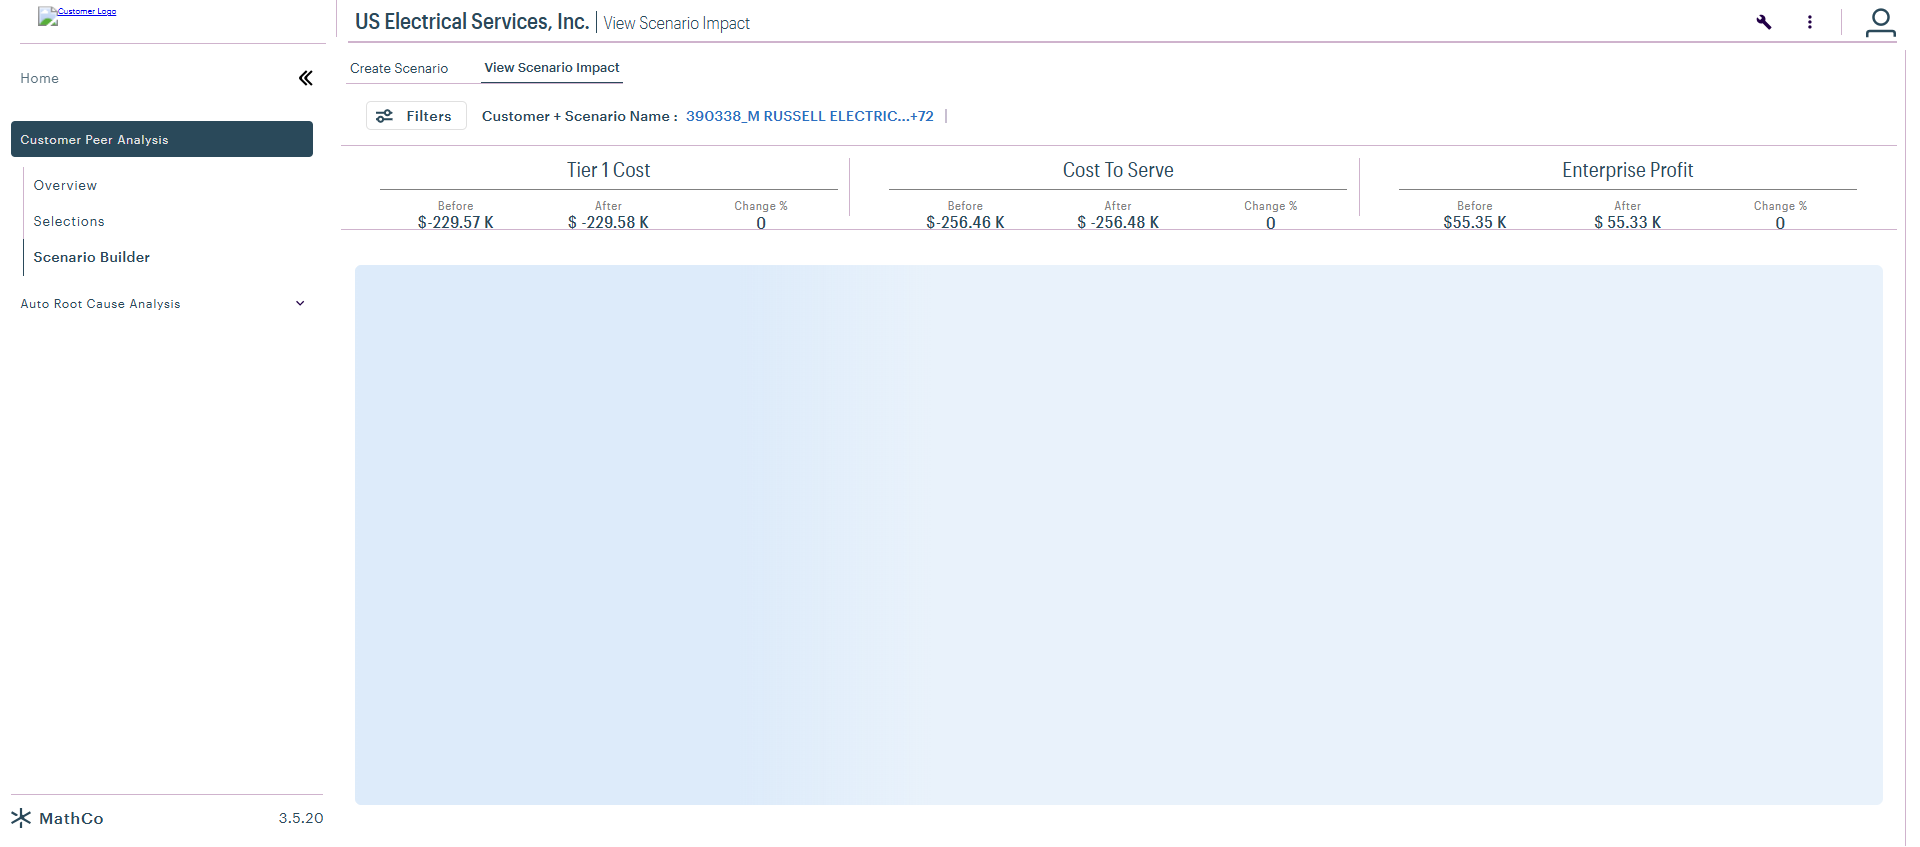 Customer Logo
US Electrical Services, Inc. | View Scenario Impact
Home
Create Scenario
View Scenario Impact
Filters
Customer + Scenario Name : 390338_M RUSSELL ELECTRIC...+72 |
Customer Peer Analysis
Overview
Selections
Scenario Builder
Auto Root Cause Analysis
Tier 1 Cost
Before After Change %
$-229.57 K $ -229.58 K 0
Cost To Serve
Before After Change %
$-256.46 K $ -256.48 K 0
Enterprise Profit
Before After Change %
$55.35 K $ 55.33 K 0
MathCo
3.5.20